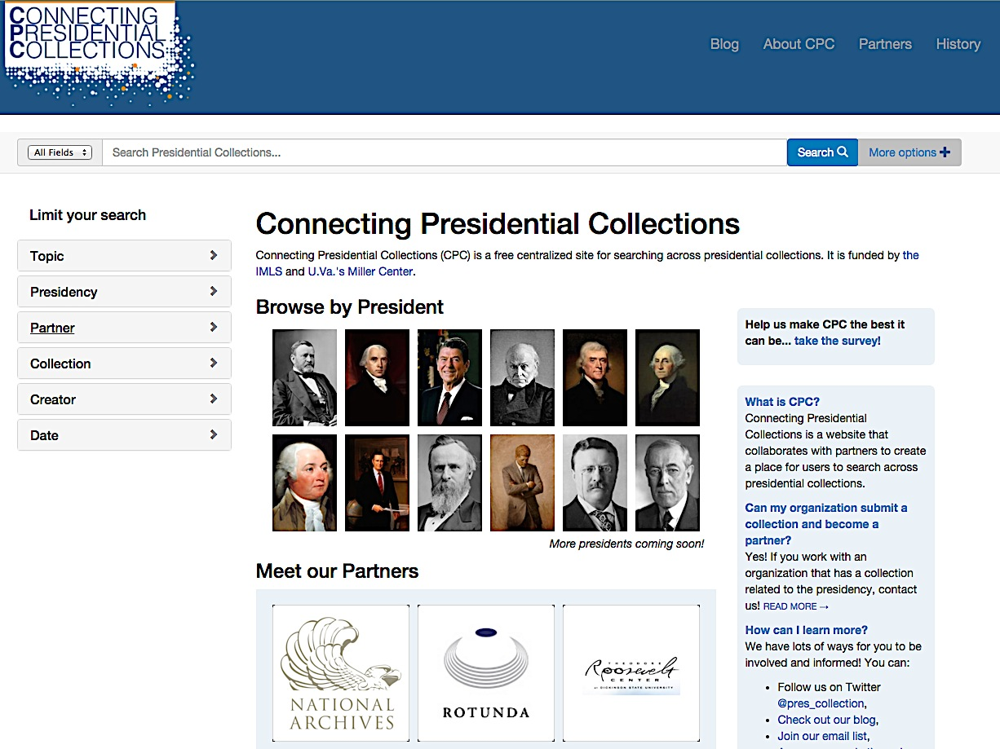 CONNECTING
PRESIDENTIAL
COLLECTIONS
Blog About CPC Partners History
All Fields Search Presidential Collections... Search More options
Limit your search
Topic
Presidency
Partner
Collection
Creator
Date
Connecting Presidential Collections
Connecting Presidential Collections (CPC) is a free centralized site for searching across presidential collections. It is funded by the
IMLS and U.Va.'s Miller Center.
Browse by President
More presidents coming soon!
Meet our Partners
NATIONAL
ARCHIVES
ROTUNDA
THEODORE
Roosevelt
CENTER
AT DICKINSON STATE UNIVERSITY
Help us make CPC the best it
can be... take the survey!
What is CPC?
Connecting Presidential
Collections is a website that
collaborates with partners to create
a place for users to search across
presidential collections.
Can my organization submit a
collection and become a
partner?
Yes! If you work with an
organization that has a collection
related to the presidency, contact
us! READ MORE →
How can I learn more?
We have lots of ways for you to be
involved and informed! You can:
• Follow us on Twitter
@pres_collection,
• Check out our blog,
• Join our email list,